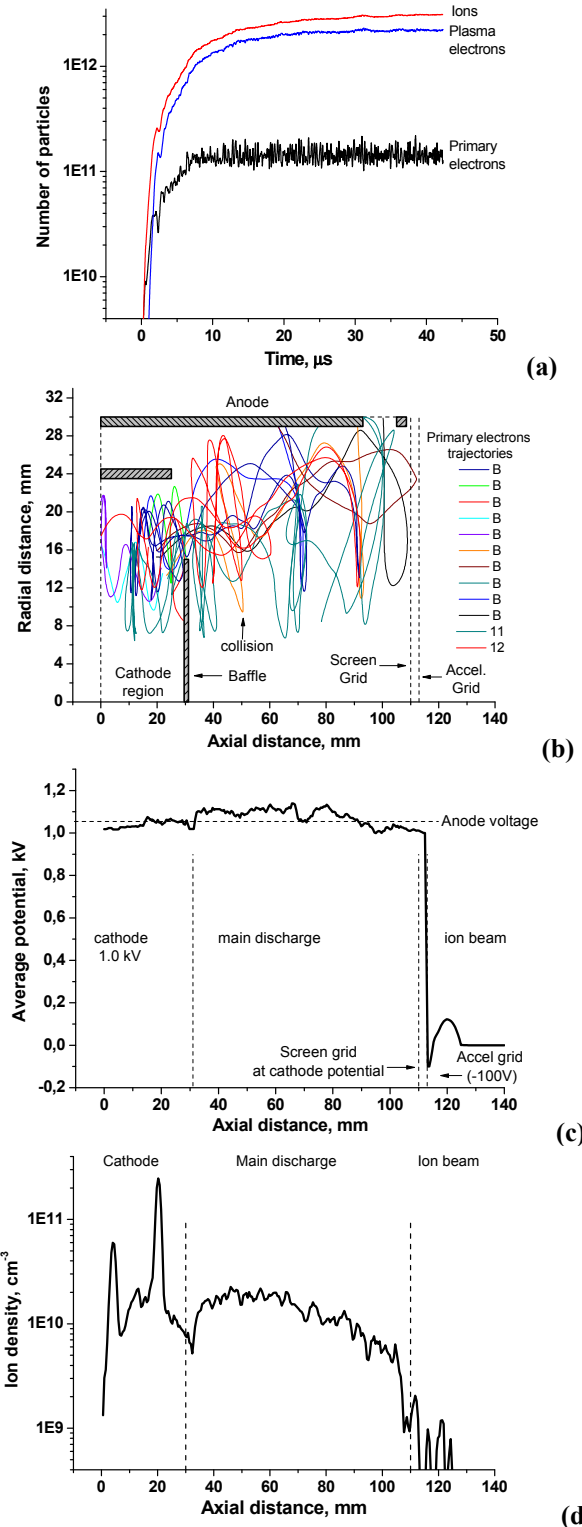 Ions
Plasma
electrons
Primary
electrons
1E12
1E11
1E10
Number of particles
0 10 20 30 40 50
Time, µs
(a)
32
28
24
20
16
12
8
4
0
Radial distance, mm
Anode
Primary electrons
trajectories
B
B
B
B
B
B
B
B
B
B
11
12
collision
Cathode
region
Baffle
Screen
Grid
Accel.
Grid
0 20 40 60 80 100 120 140
Axial distance, mm
(b)
1,2
1,0
0,8
0,6
0,4
0,2
0,0
-0,2
Average potential, kV
Anode voltage
cathode
1.0 kV
main discharge
ion beam
Screen grid
at cathode potential
Accel grid
(-100V)
0 20 40 60 80 100 120 140
Axial distance, mm
(c)
Cathode Main discharge Ion beam
1E11
1E10
1E9
Ion density, cm-3
0 20 40 60 80 100 120 140
Axial distance, mm
(d